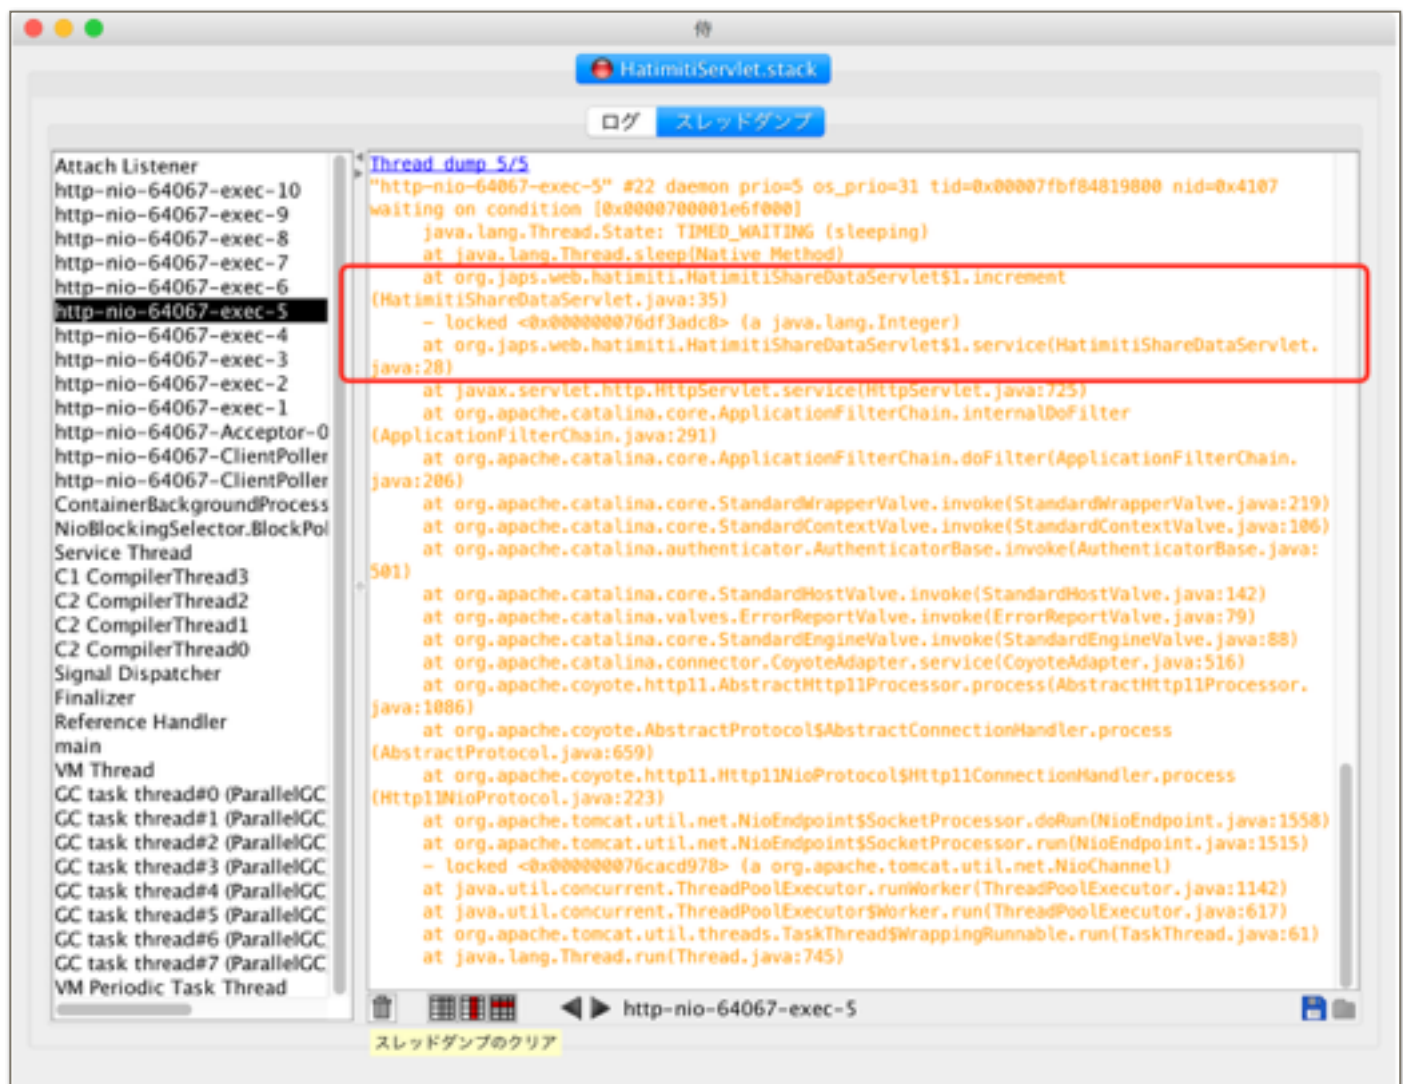 侍
HatimitiServlet.stack
ログ
スレッドダンプ
Attach Listener
http-nio-64067-exec-10
http-nio-64067-exec-9
http-nio-64067-exec-8
http-nio-64067-exec-7
http-nio-64067-exec-6
http-nio-64067-exec-5
http-nio-64067-exec-4
http-nio-64067-exec-3
http-nio-64067-exec-2
http-nio-64067-exec-1
http-nio-64067-Acceptor-0
http-nio-64067-ClientPoller
http-nio-64067-ClientPoller
ContainerBackgroundProcess
NioBlockingSelector.BlockPol
Service Thread
C1 CompilerThread3
C2 CompilerThread2
C2 CompilerThread1
C2 CompilerThread0
Signal Dispatcher
Finalizer
Reference Handler
main
VM Thread
GC task thread#0 (ParallelGC
GC task thread#1 (ParallelGC
GC task thread#2 (ParallelGC
GC task thread#3 (ParallelGC
GC task thread#4 (ParallelGC
GC task thread#5 (ParallelGC
GC task thread#6 (ParallelGC
GC task thread#7 (ParallelGC
VM Periodic Task Thread
Thread dump 5/5
"http-nio-64067-exec-5" #22 daemon prio=5 os_prio=31 tid=0x00007fbf84819800 nid=0x4107
waiting on condition [0x0000700001e6f000]
java.lang.Thread.State: TIMED_WAITING (sleeping)
at java.lang.Thread.sleep(Native Method)
at org.japs.web.hatimiti.HatimitiShareDataServlet$1.increment
(HatimitiShareDataServlet.java:35)
- locked <0x000000076df3adc8> (a java.lang.Integer)
at org.japs.web.hatimiti.HatimitiShareDataServlet$1.service(HatimitiShareDataServlet.
java:28)
at javax.servlet.http.HttpServlet.service(HttpServlet.java:725)
at org.apache.catalina.core.ApplicationFilterChain.internalDoFilter
(ApplicationFilterChain.java:291)
at org.apache.catalina.core.ApplicationFilterChain.doFilter(ApplicationFilterChain.
java:206)
at org.apache.catalina.core.StandardWrapperValve.invoke(StandardWrapperValve.java:219)
at org.apache.catalina.core.StandardContextValve.invoke(StandardContextValve.java:106)
at org.apache.catalina.authenticator.AuthenticatorBase.invoke(AuthenticatorBase.java:
501)
at org.apache.catalina.core.StandardHostValve.invoke(StandardHostValve.java:142)
at org.apache.catalina.valves.ErrorReportValve.invoke(ErrorReportValve.java:79)
at org.apache.catalina.core.StandardEngineValve.invoke(StandardEngineValve.java:88)
at org.apache.catalina.connector.CoyoteAdapter.service(CoyoteAdapter.java:516)
at org.apache.coyote.http11.AbstractHttp11Processor.process(AbstractHttp11Processor.
java:1086)
at org.apache.coyote.AbstractProtocol$AbstractConnectionHandler.process
(AbstractProtocol.java:659)
at org.apache.coyote.http11.Http11NioProtocol$Http11ConnectionHandler.process
(Http11NioProtocol.java:223)
at org.apache.tomcat.util.net.NioEndpoint$SocketProcessor.doRun(NioEndpoint.java:1558)
at org.apache.tomcat.util.net.NioEndpoint$SocketProcessor.run(NioEndpoint.java:1515)
- locked <0x000000076cacd978> (a org.apache.tomcat.util.net.NioChannel)
at java.util.concurrent.ThreadPoolExecutor.runWorker(ThreadPoolExecutor.java:1142)
at java.util.concurrent.ThreadPoolExecutor$Worker.run(ThreadPoolExecutor.java:617)
at org.apache.tomcat.util.threads.TaskThread$WrappingRunnable.run(TaskThread.java:61)
at java.lang.Thread.run(Thread.java:745)
http-nio-64067-exec-5
スレッドダンプのクリア